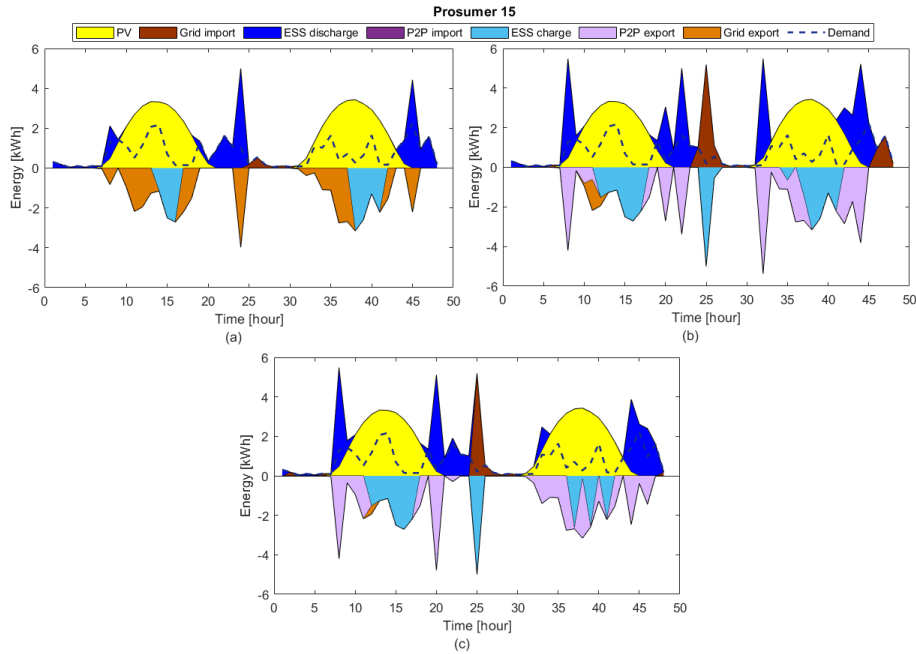 Prosumer 15
PV Grid import ESS discharge P2P import ESS charge P2P export Grid export Demand
6
4
2
0
-2
-4
-6
Energy [kWh]
0 5 10 15 20 25 30 35 40 45 50
Time [hour]
(a)
6
4
2
0
-2
-4
-6
Energy [kWh]
0 5 10 15 20 25 30 35 40 45 50
Time [hour]
(b)
6
4
2
0
-2
-4
-6
Energy [kWh]
0 5 10 15 20 25 30 35 40 45 50
Time [hour]
(c)